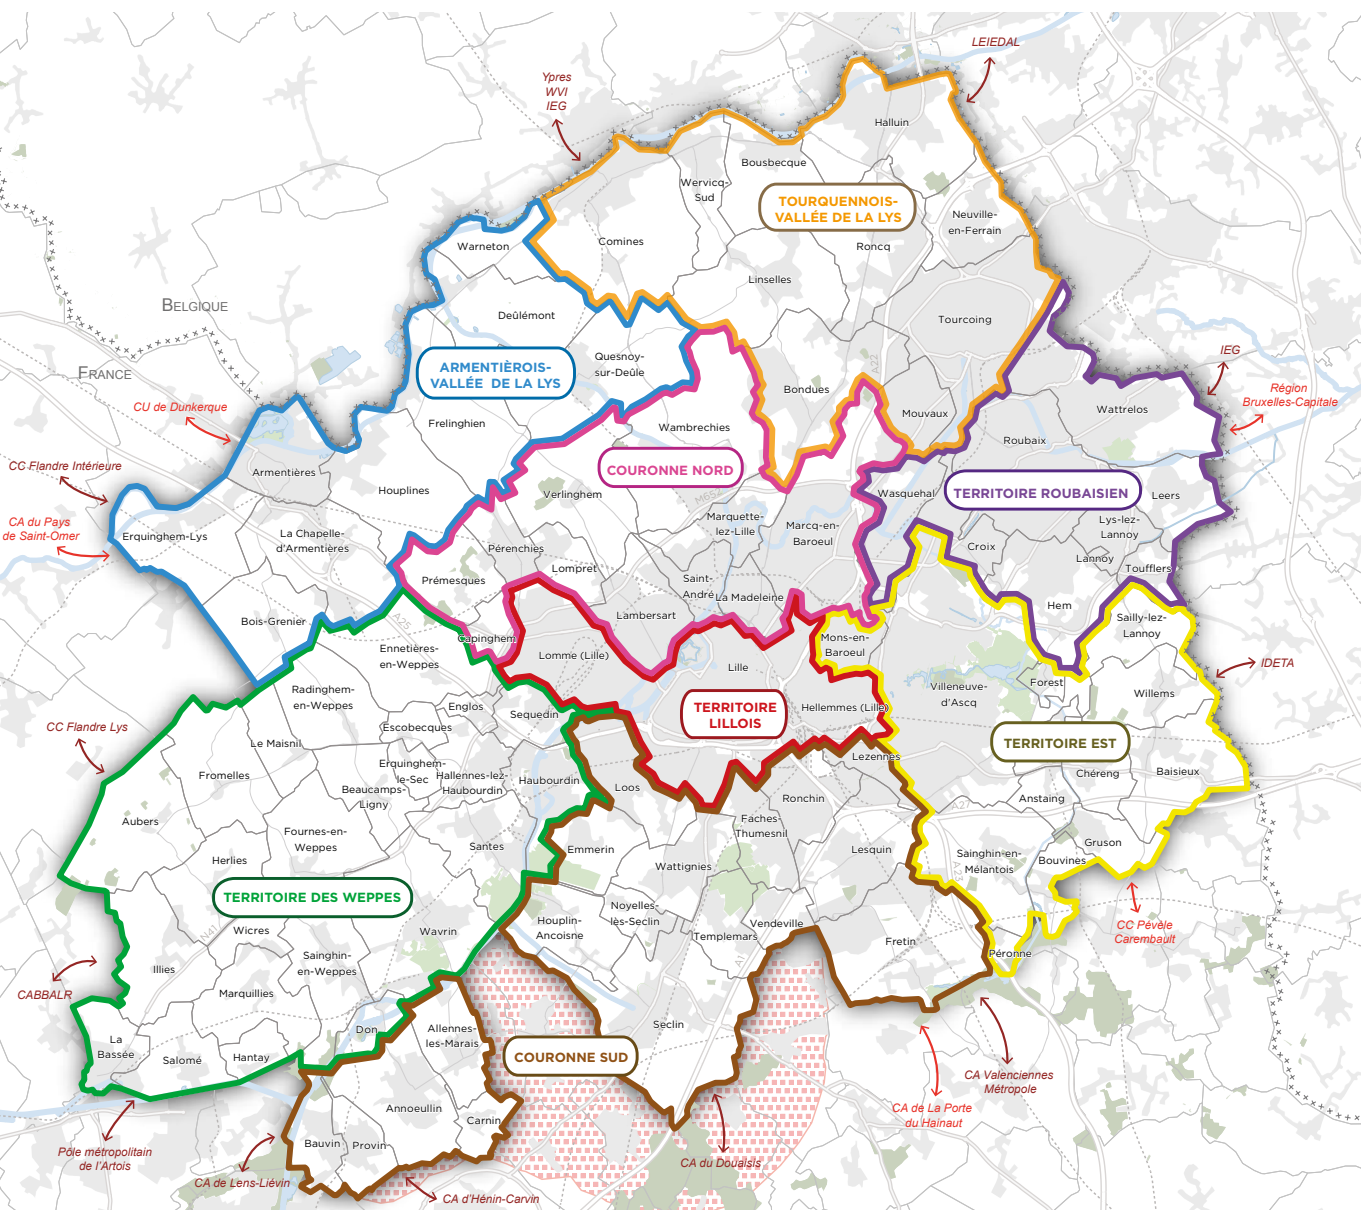 LEIEDAL
Ypres
WVI
IEG
Halluin
Bousbecque
Wervicq-
Sud
TOURQUENNOIS-
VALLÉE DE LA LYS
Neuville-
en-Ferrain
Warneton
Comines
Roncq
Linselles
BELGIQUE
Deûlémont
Tourcoing
FRANCE
ARMENTIÈROIS-
VALLÉE DE LA LYS
Quesnoy-
sur-Deûle
IEG
Région
Bruxelles-Capitale
A22
Bondues
CU de Dunkerque
Mouvaux
Wattrelos
Frelinghien
Wambrechies
Roubaix
CC Flandre Intérieure
Armentières
COURONNE NORD
Houplines
Verlinghem
M652
Wasquehal
TERRITOIRE ROUBAISIEN
Leers
CA du Pays
de Saint-Omer
Erquinghem-Lys
La Chapelle-
d'Armentières
Marquette-
lez-Lille
Marcq-en-
Baroeul
Lys-lez-
Lannoy
Pérenchies
Croix
Lannoy
Toufflers
Prémesques
Lompret
Saint-
André
La Madeleine
Hem
Bois-Grenier
A25
Lambersart
Sailly-lez-
Lannoy
Capinghem
Mons-en-
Baroeul
Ennetières-
en-Weppes
Lomme (Lille)
Lille
IDETA
Radinghem-
en-Weppes
Forest
Villeneuve-
d'Ascq
Willems
Englos
Sequedin
TERRITOIRE
LILLOIS
Hellemmes (Lille)
CC Flandre Lys
Escobecques
Le Maisnil
TERRITOIRE EST
Lezennes
Erquinghem-
le-Sec
Hallennes-lez-
Haubourdin
Haubourdin
Fromelles
Beaucamps-
Ligny
Loos
Ronchin
Chéreng
Baisieux
Anstaing
A27
Aubers
Faches-
Thumesnil
Fournes-en-
Weppes
Santes
Emmerin
Lesquin
Gruson
Herlies
Wattignies
Sainghin-en-
Mélantois
Bouvines
A23
TERRITOIRE DES WEPPES
Noyelles-
lès-Seclin
Houplin-
Ancoisne
Vendeville
CC Pévèle
Carembault
N41
Wicres
Wavrin
Templemars
Fretin
Péronne
Sainghin-
en-Weppes
Illies
A1
CABBALR
Marquillies
Don
Allennes-
les-Marais
Seclin
La
Bassée
Salomé
Hantay
COURONNE SUD
CA Valenciennes
Métropole
Annoeullin
Carnin
CA de La Porte
du Hainaut
Bauvin
Provin
Pôle métropolitain
de l'Artois
CA du Douaisis
CA de Lens-Liévin
CA d'Hénin-Carvin